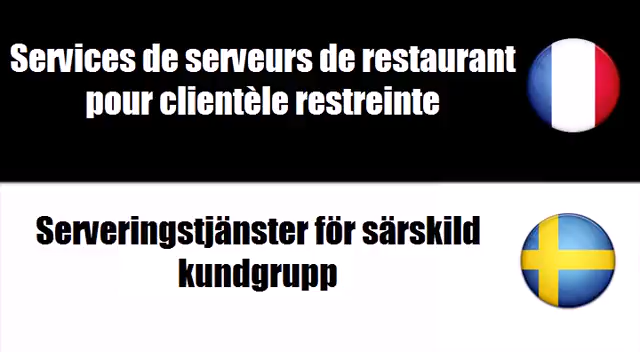 Services de serveurs de restaurant
pour clientèle restreinte
Serveringstjänster för särskild
kundgrupp